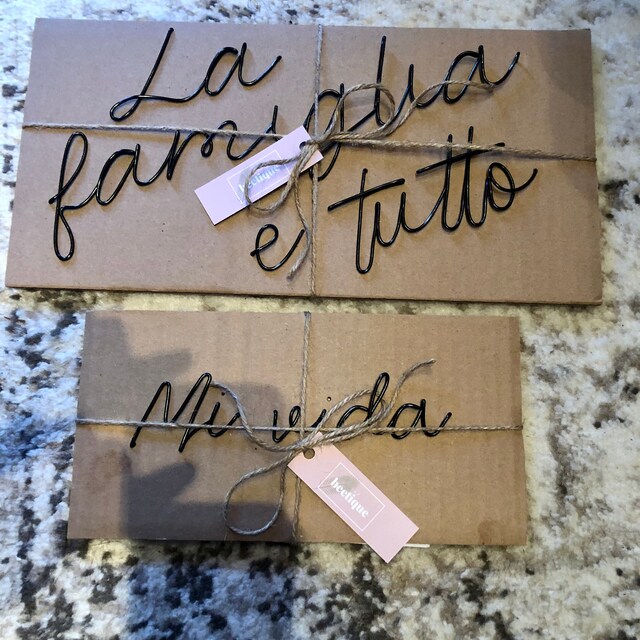 La
famiglia
è tutto
Mi vida
beetique